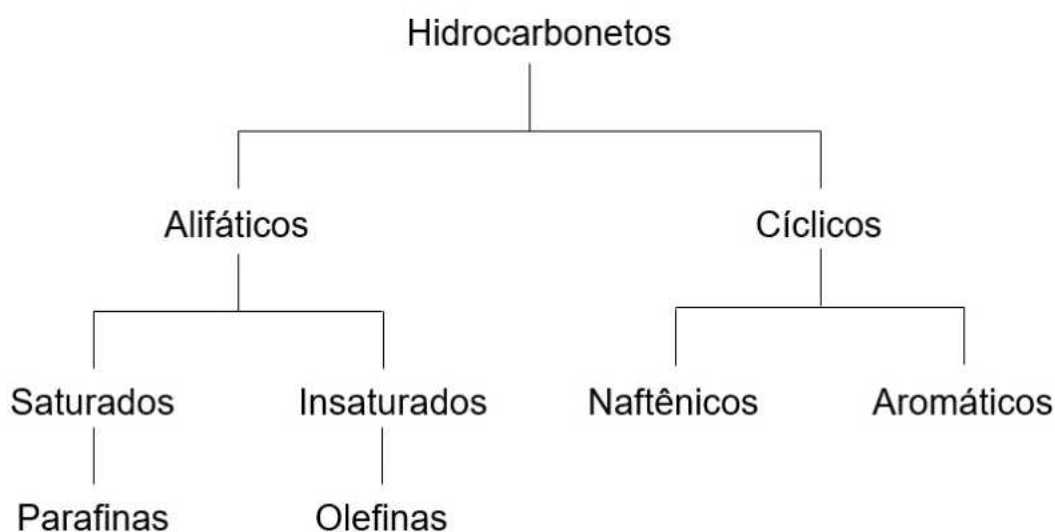 Hidrocarbonetos
Alifáticos Cíclicos
Saturados Insaturados Naftênicos Aromáticos
Parafinas Olefinas